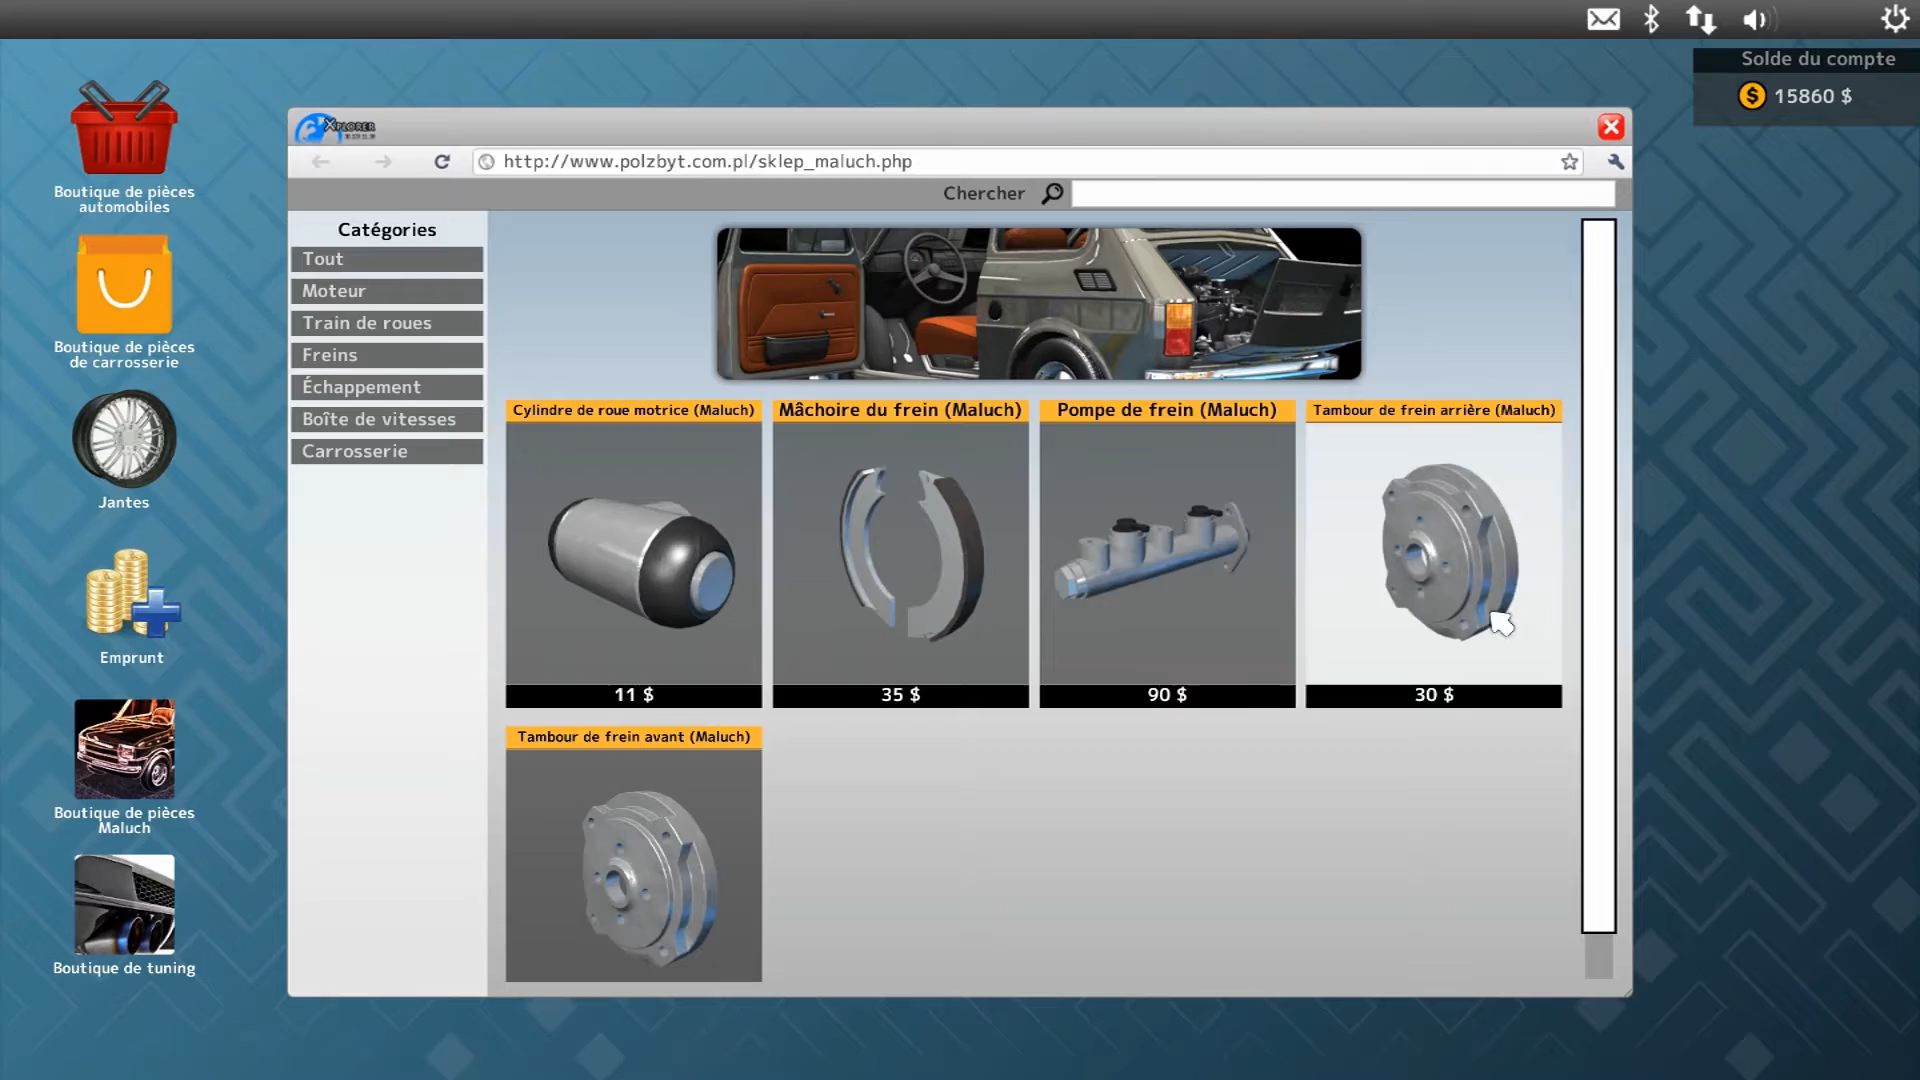 Solde du compte
15860 $
Boutique de pièces
automobiles
Boutique de pièces
de carrosserie
Jantes
Emprunt
Boutique de pièces
Maluch
Boutique de tuning
XPLORER
http://www.polzbyt.com.pl/sklep_maluch.php
Chercher
Catégories
Tout
Moteur
Train de roues
Freins
Échappement
Boîte de vitesses
Carrosserie
Cylindre de roue motrice (Maluch)
11 $
Mâchoire du frein (Maluch)
35 $
Pompe de frein (Maluch)
90 $
Tambour de frein arrière (Maluch)
30 $
Tambour de frein avant (Maluch)